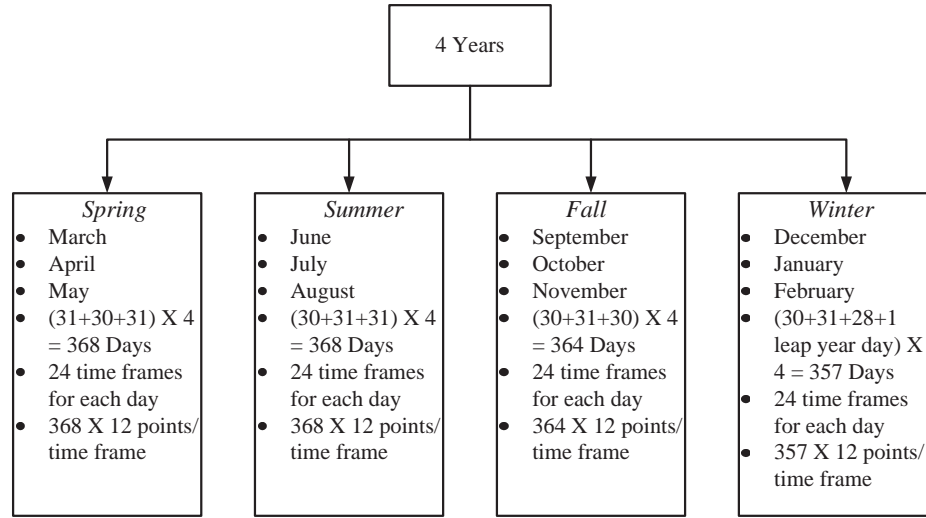 4 Years
Spring
• March
• April
• May
• (31+30+31) X 4
= 368 Days
• 24 time frames
for each day
• 368 X 12 points/
time frame
Summer
• June
• July
• August
• (30+31+31) X 4
= 368 Days
• 24 time frames
for each day
• 368 X 12 points/
time frame
Fall
• September
• October
• November
• (30+31+30) X 4
= 364 Days
• 24 time frames
for each day
• 364 X 12 points/
time frame
Winter
• December
• January
• February
• (30+31+28+1
leap year day) X
4 = 357 Days
• 24 time frames
for each day
• 357 X 12 points/
time frame